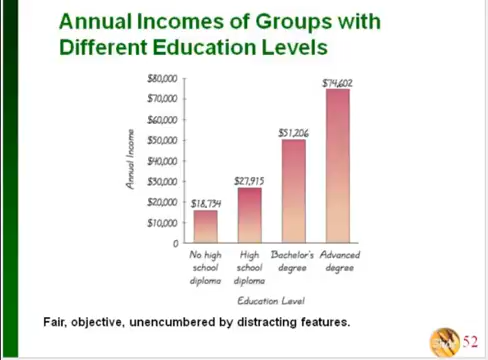 Annual Incomes of Groups with
Different Education Levels
$80,000
$70,000
$60,000
$50,000
$40,000
$30,000
$20,000
$10,000
0
Annual Income
$18,734
$27,915
$51,206
$74,602
No high school diploma
High school diploma
Bachelor's degree
Advanced degree
Education Level
Fair, objective, unencumbered by distracting features.
Slide 52